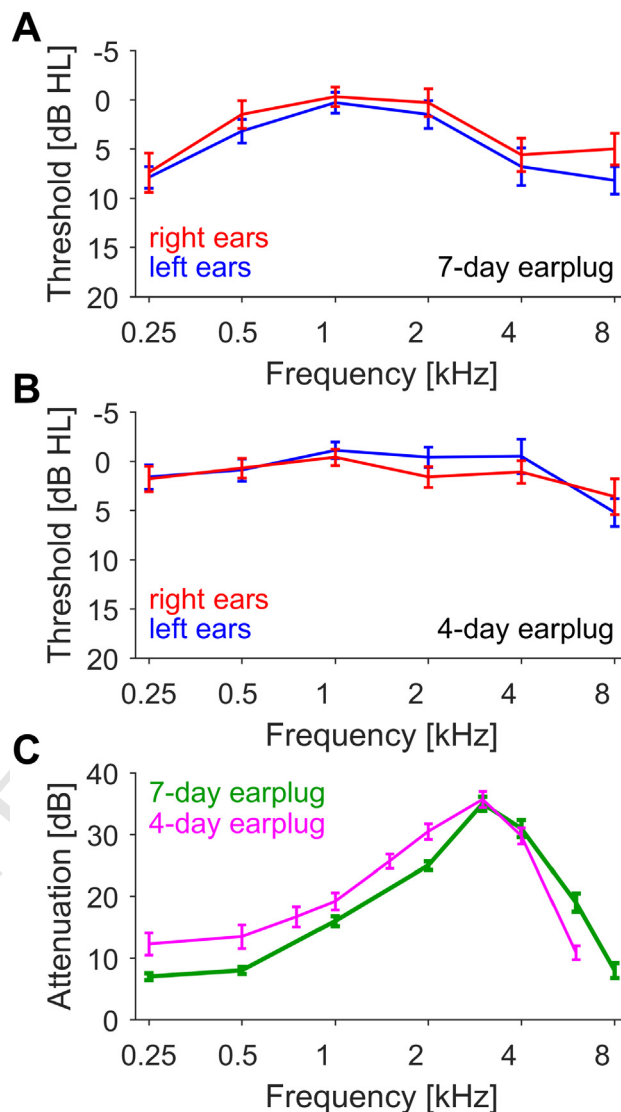 A
Threshold [dB HL]
-5
0
5
10
15
20
right ears
left ears
7-day earplug
0.25 0.5 1 2 4 8
Frequency [kHz]
B
Threshold [dB HL]
-5
0
5
10
15
20
right ears
left ears
4-day earplug
0.25 0.5 1 2 4 8
Frequency [kHz]
C
Attenuation [dB]
40
30
20
10
0
7-day earplug
4-day earplug
0.25 0.5 1 2 4 8
Frequency [kHz]